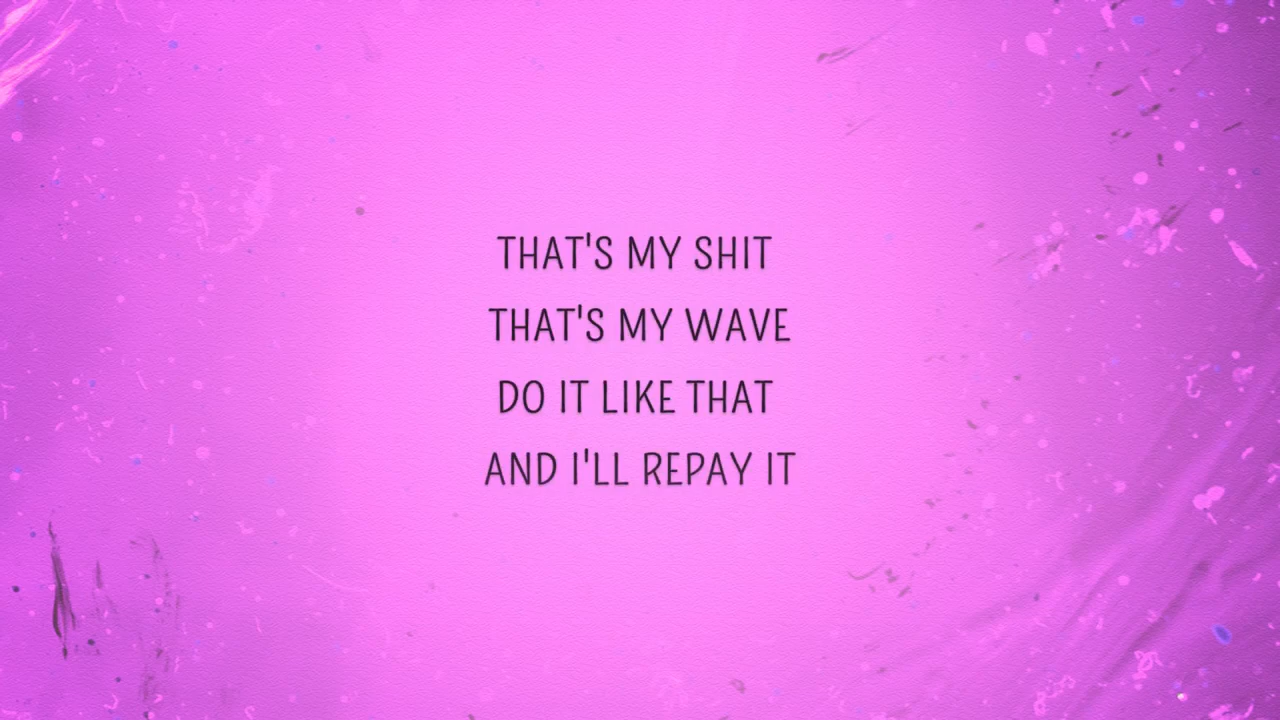 THAT'S MY SHIT
THAT'S MY WAVE
DO IT LIKE THAT
AND I'LL REPAY IT